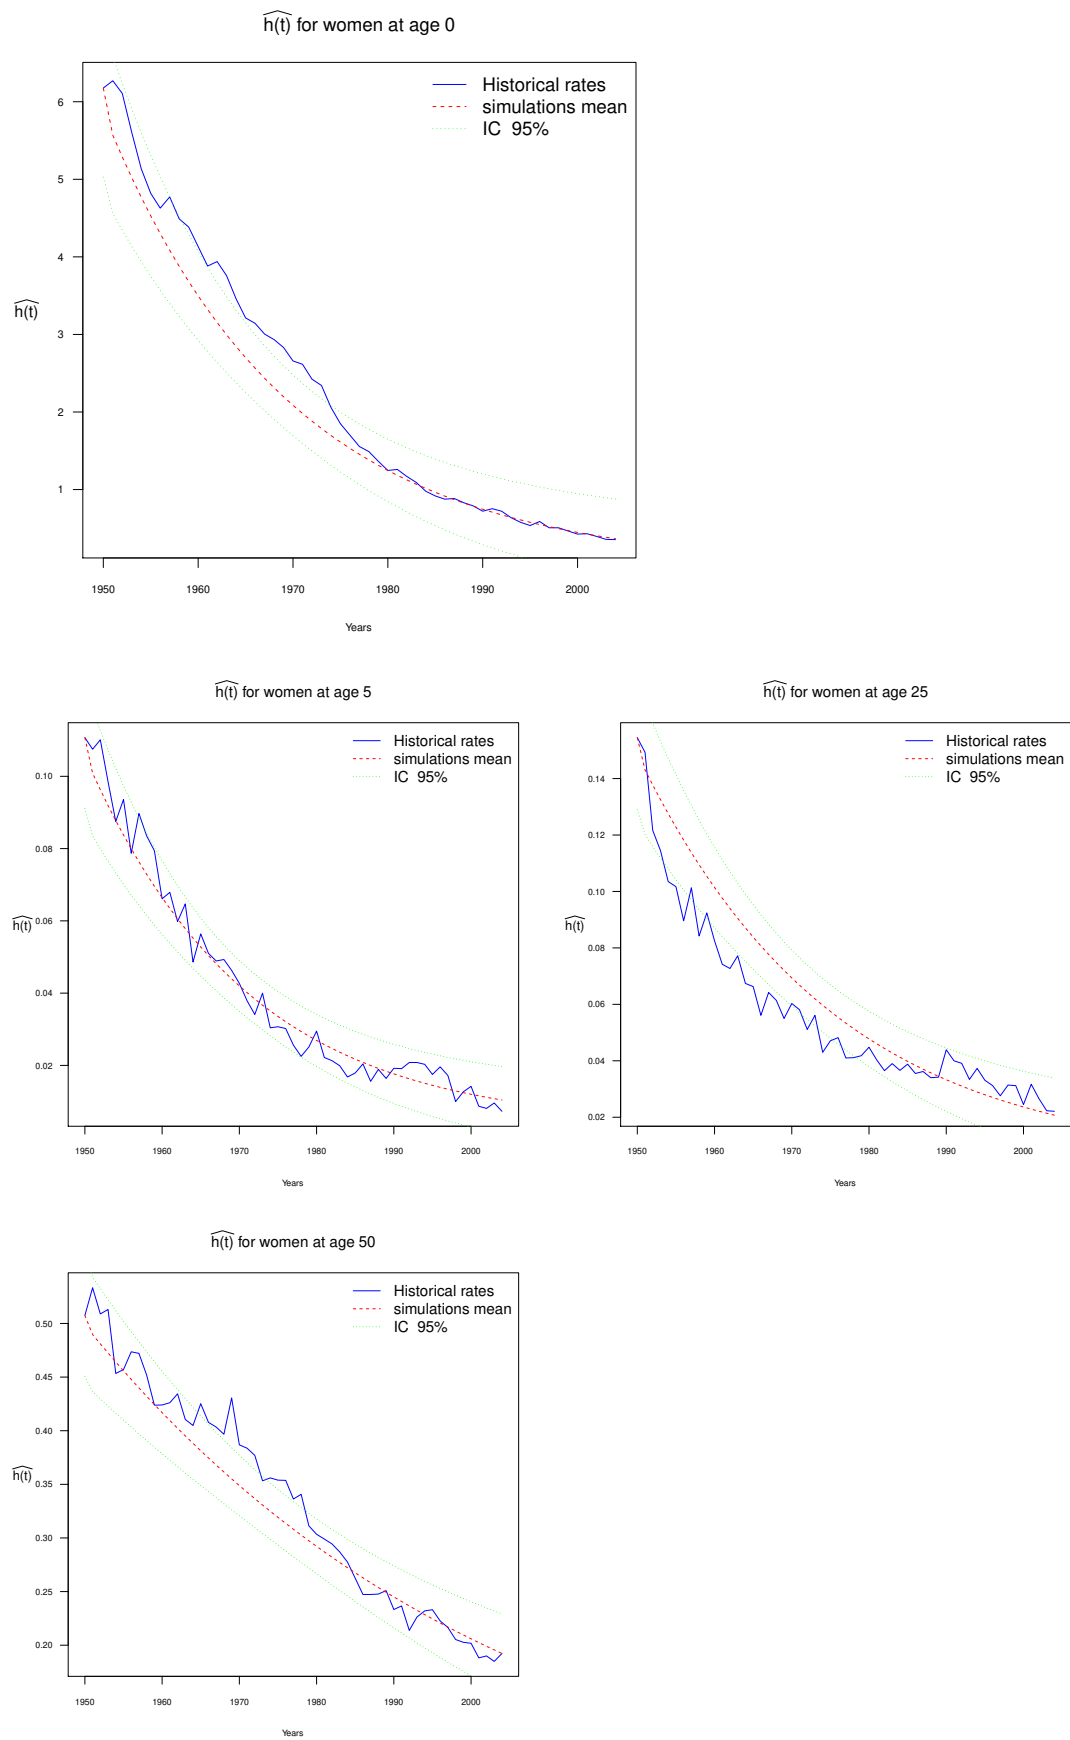 h(t) for women at age 0
Historical rates
simulations mean
IC 95%
6
5
4
3
2
1
h(t)
1950 1960 1970 1980 1990 2000
Years
h(t) for women at age 5
Historical rates
simulations mean
IC 95%
0.10
0.08
0.06
0.04
0.02
h(t)
1950 1960 1970 1980 1990 2000
Years
h(t) for women at age 25
Historical rates
simulations mean
IC 95%
0.14
0.12
0.10
0.08
0.06
0.04
0.02
h(t)
1950 1960 1970 1980 1990 2000
Years
h(t) for women at age 50
Historical rates
simulations mean
IC 95%
0.50
0.45
0.40
0.35
0.30
0.25
0.20
h(t)
1950 1960 1970 1980 1990 2000
Years